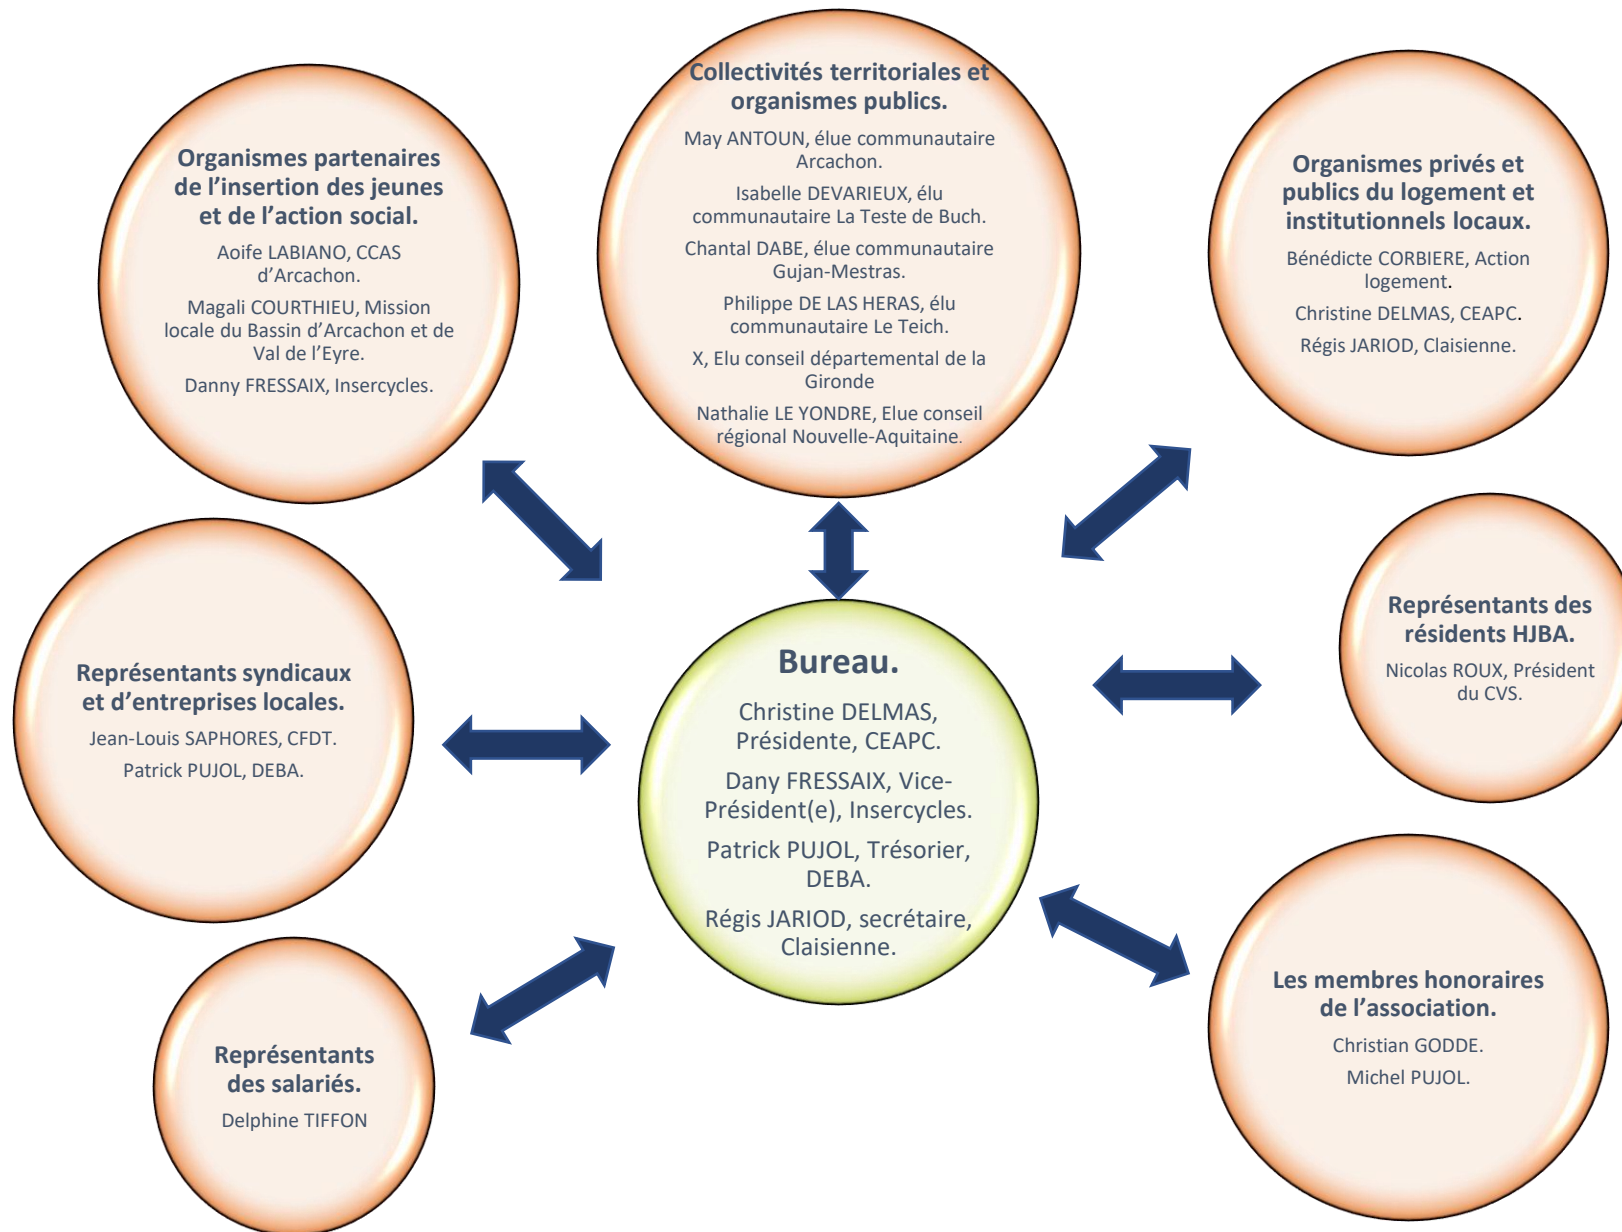 Organismes partenaires
de l’insertion des jeunes
et de l’action social.
Aoife LABIANO, CCAS
d’Arcachon.
Magali COURTHIEU, Mission
locale du Bassin d’Arcachon et de
Val de l’Eyre.
Danny FRESSAIX, Insercycles.
Collectivités territoriales et
organismes publics.
May ANTOUN, élue communautaire
Arcachon.
Isabelle DEVARIEUX, élu
communautaire La Teste de Buch.
Chantal DABE, élue communautaire
Gujan-Mestras.
Philippe DE LAS HERAS, élu
communautaire Le Teich.
X, Elu conseil départemental de la
Gironde
Nathalie LE YONDRE, Elue conseil
régional Nouvelle-Aquitaine.
Organismes privés et
publics du logement et
institutionnels locaux.
Bénédicte CORBIERE, Action
logement.
Christine DELMAS, CEAPC.
Régis JARIOD, Claisienne.
Représentants syndicaux
et d’entreprises locales.
Jean-Louis SAPHORES, CFDT.
Patrick PUJOL, DEBA.
Bureau.
Christine DELMAS,
Présidente, CEAPC.
Dany FRESSAIX, Vice-
Président(e), Insercycles.
Patrick PUJOL, Trésorier,
DEBA.
Régis JARIOD, secrétaire,
Claisienne.
Représentants des
résidents HJBA.
Nicolas ROUX, Président
du CVS.
Représentants
des salariés.
Delphine TIFFON
Les membres honoraires
de l’association.
Christian GODDE.
Michel PUJOL.